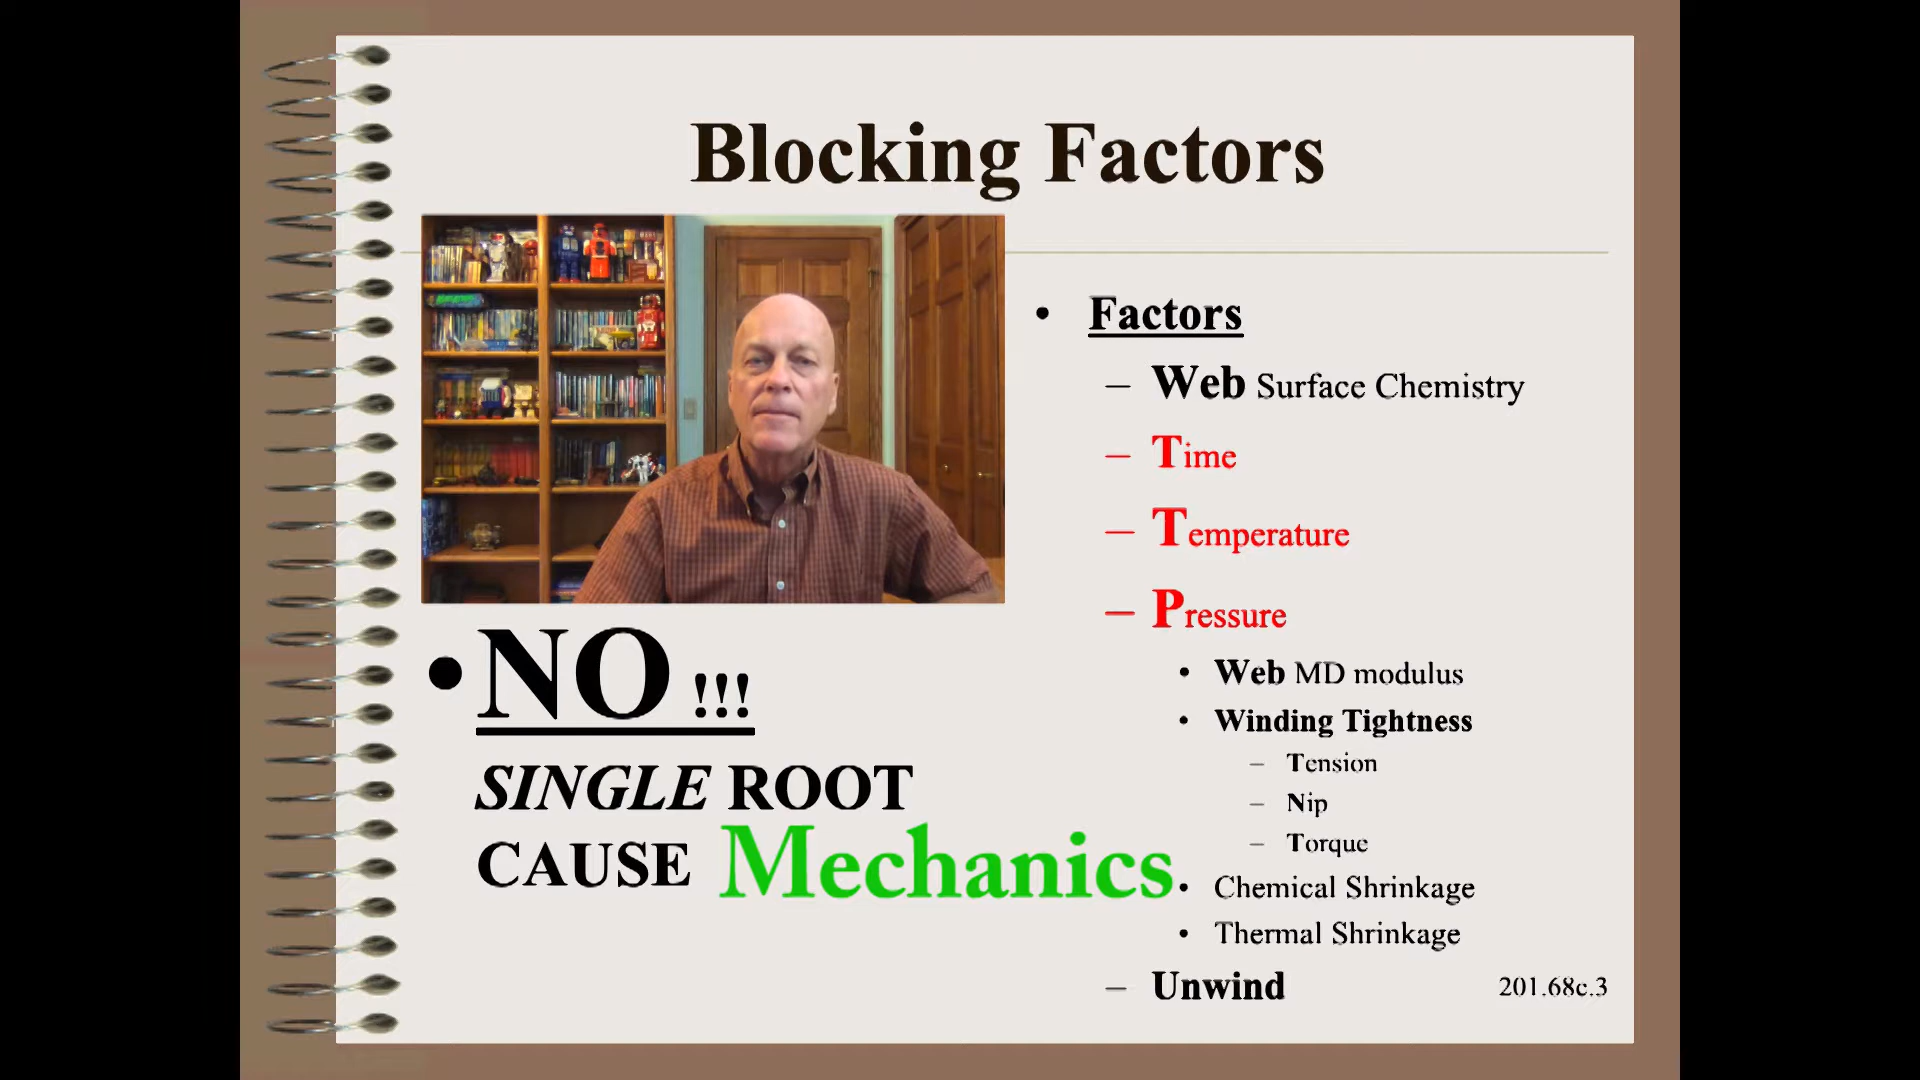 Blocking Factors
• NO !!!
SINGLE ROOT
CAUSE Mechanics
• Factors
– Web Surface Chemistry
– Time
– Temperature
– Pressure
• Web MD modulus
• Winding Tightness
– Tension
– Nip
– Torque
• Chemical Shrinkage
• Thermal Shrinkage
– Unwind
201.68c.3